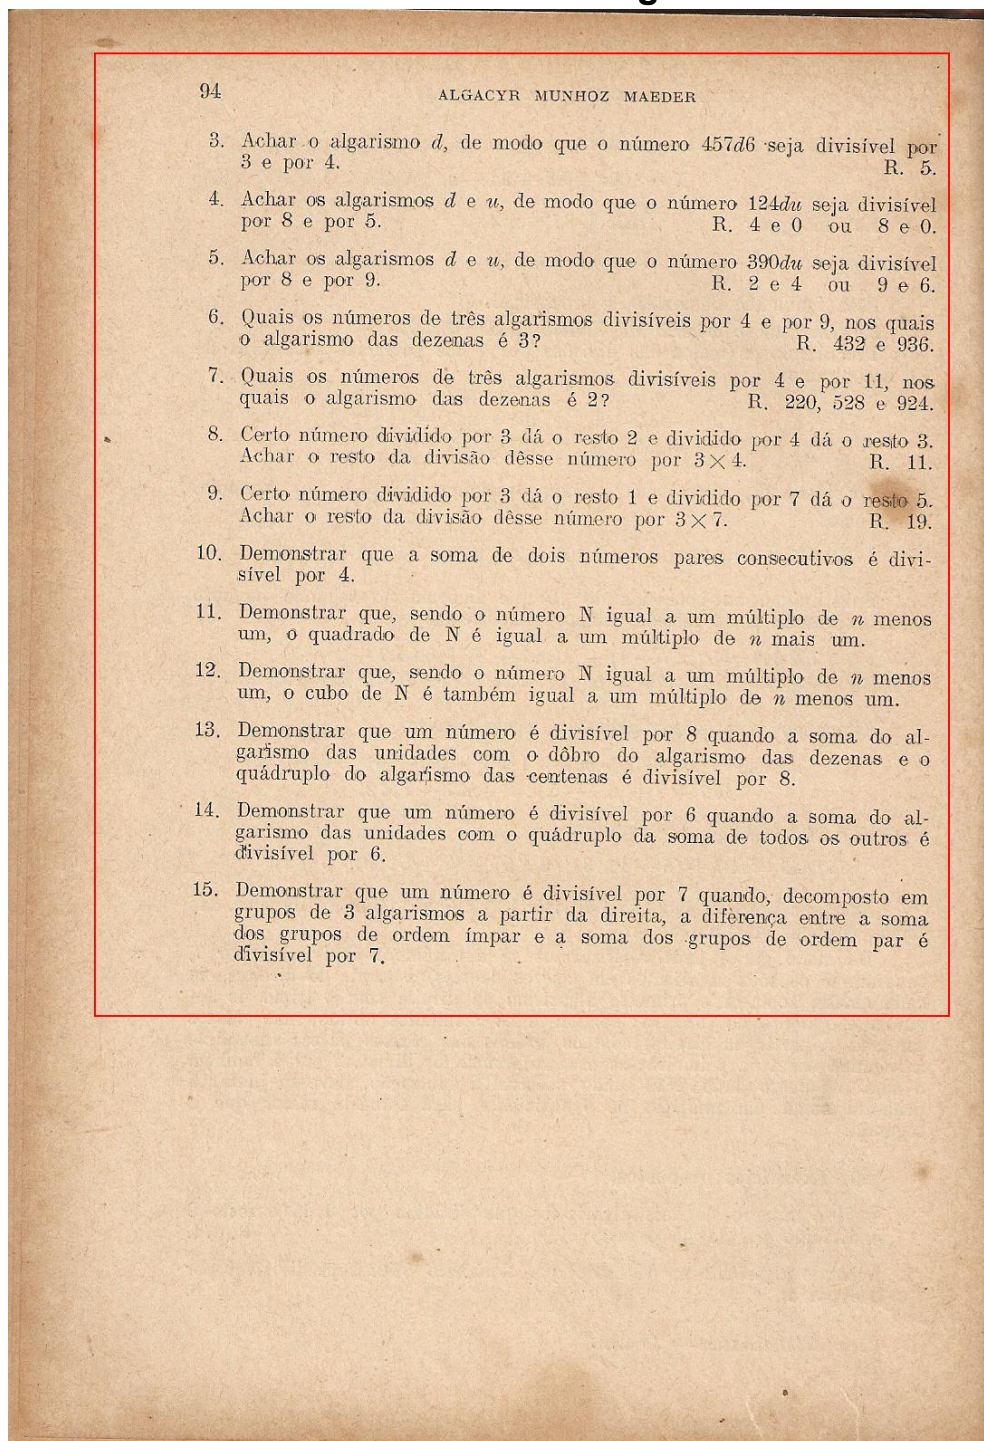 94
ALGACYR MUNHOZ MAEDER
3. Achar o algarismo d, de modo que o número 457d6 seja divisível por
3 e por 4. R. 5.
4. Achar os algarismos d e u, de modo que o número 124du seja divisível
por 8 e por 5. R. 4 e 0 ou 8 e 0.
5. Achar os algarismos d e u, de modo que o número 390du seja divisível
por 8 e por 9. R. 2 e 4 ou 9 e 6.
6. Quais os números de três algarismos divisíveis por 4 e por 9, nos quais
o algarismo das dezenas é 3? R. 432 e 936.
7. Quais os números de três algarismos divisíveis por 4 e por 11, nos
quais o algarismo das dezenas é 2? R. 220, 528 e 924.
8. Certo número dividido por 3 dá o resto 2 e dividido por 4 dá o resto 3.
Achar o resto da divisão dêsse número por 3 × 4. R. 11.
9. Certo número dividido por 3 dá o resto 1 e dividido por 7 dá o resto 5.
Achar o resto da divisão dêsse número por 3 × 7. R. 19.
10. Demonstrar que a soma de dois números pares consecutivos é divi-
sível por 4.
11. Demonstrar que, sendo o número N igual a um múltiplo de n menos
um, o quadrado de N é igual a um múltiplo de n mais um.
12. Demonstrar que, sendo o número N igual a um múltiplo de n menos
um, o cubo de N é também igual a um múltiplo de n menos um.
13. Demonstrar que um número é divisível por 8 quando a soma do al-
garismo das unidades com o dôbro do algarismo das dezenas e o
quádruplo do algarismo das centenas é divisível por 8.
14. Demonstrar que um número é divisível por 6 quando a soma do al-
garismo das unidades com o quádruplo da soma de todos os outros é
divisível por 6.
15. Demonstrar que um número é divisível por 7 quando, decomposto em
grupos de 3 algarismos a partir da direita, a diferença entre a soma
dos grupos de ordem ímpar e a soma dos grupos de ordem par é
divisível por 7.